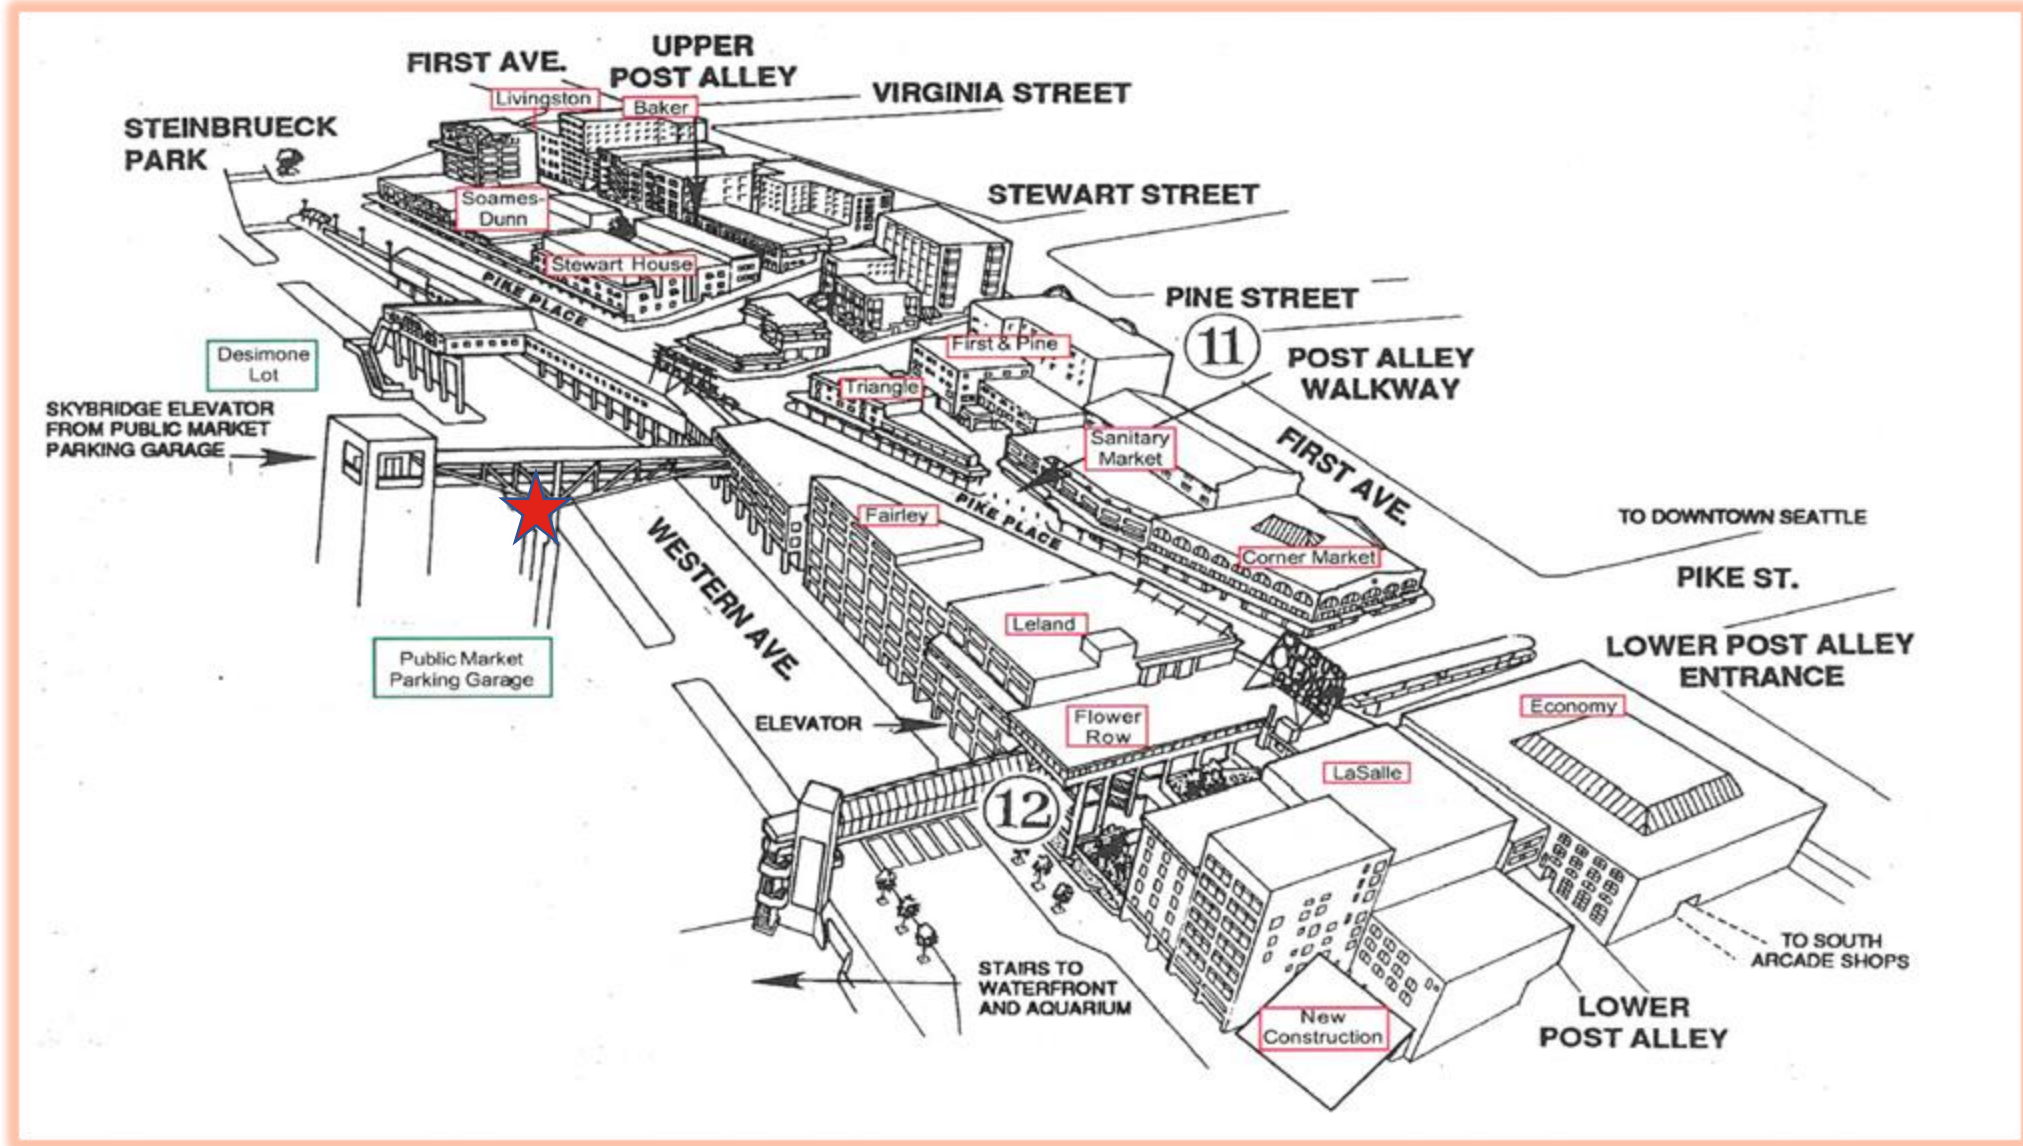 FIRST AVE.
UPPER
POST ALLEY
VIRGINIA STREET
Livingston
Baker
STEINBRUECK
PARK
STEWART STREET
Soames-
Dunn
Stewart House
PIKE PLACE
PINE STREET
11
POST ALLEY
WALKWAY
First & Pine
Desimone
Lot
Triangle
SKYBRIDGE ELEVATOR
FROM PUBLIC MARKET
PARKING GARAGE
Sanitary
Market
FIRST AVE.
PIKE PLACE
Fairley
TO DOWNTOWN SEATTLE
Corner Market
PIKE ST.
WESTERN AVE.
Leland
LOWER POST ALLEY
ENTRANCE
Public Market
Parking Garage
Economy
ELEVATOR
Flower
Row
LaSalle
12
TO SOUTH
ARCADE SHOPS
STAIRS TO
WATERFRONT
AND AQUARIUM
New
Construction
LOWER
POST ALLEY